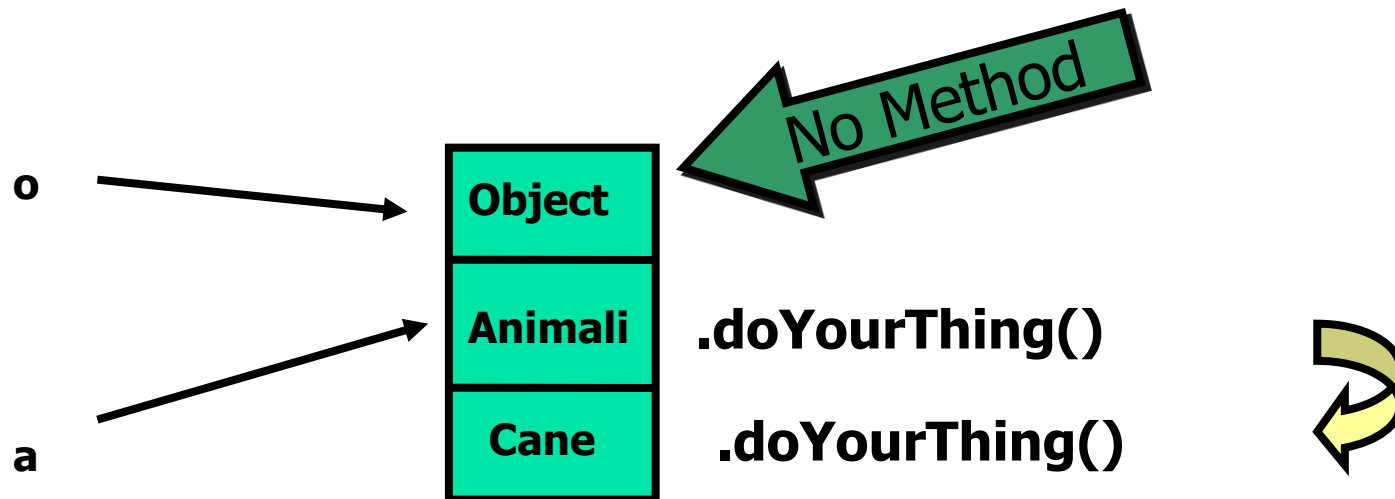 No Method
o
Object
Animali .doYourThing()
Cane .doYourThing()
a